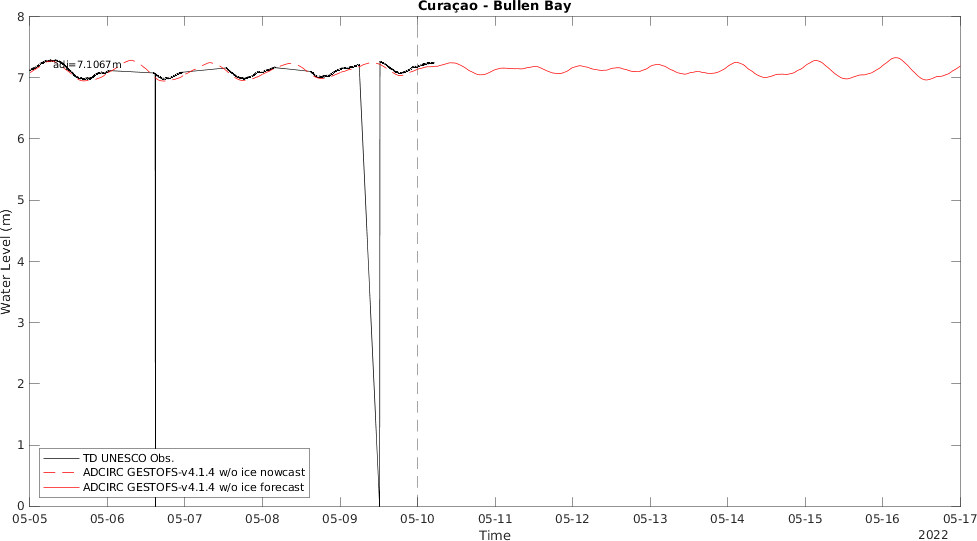 Curaçao - Bullen Bay
8
7
6
5
4
3
2
1
0
Water Level (m)
adj=7.1067m
TD UNESCO Obs.
ADCIRC GESTOFS-v4.1.4 w/o ice nowcast
ADCIRC GESTOFS-v4.1.4 w/o ice forecast
05-05 05-06 05-07 05-08 05-09 05-10 05-11 05-12 05-13 05-14 05-15 05-16 05-17
Time
2022